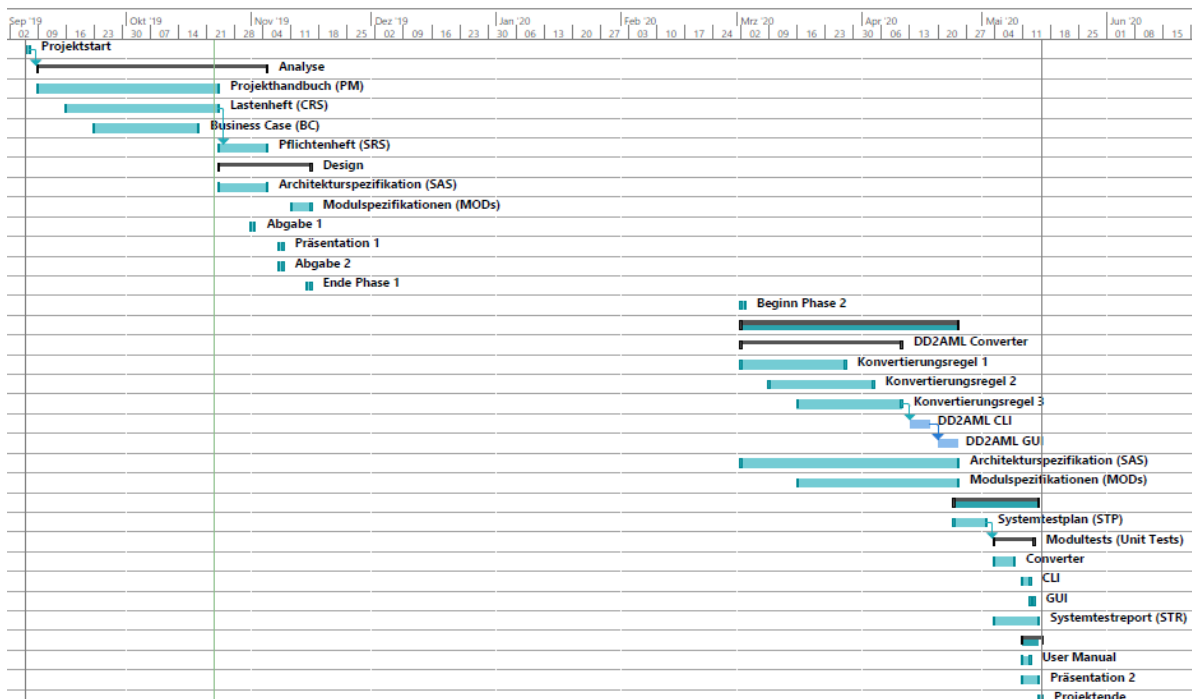 Sep '19 Okt '19 Nov '19 Dez '19 Jan '20 Feb '20 Mrz '20 Apr '20 Mai '20 Jun '20
02 09 16 23 30 07 14 21 28 04 11 18 25 02 09 16 23 30 06 13 20 27 03 10 17 24 02 09 16 23 30 06 13 20 27 04 11 18 25 01 08 15
Projektstart
Analyse
Projekthandbuch (PM)
Lastenheft (CRS)
Business Case (BC)
Pflichtenheft (SRS)
Design
Architekturspezifikation (SAS)
Modulspezifikationen (MODs)
Abgabe 1
Präsentation 1
Abgabe 2
Ende Phase 1
Beginn Phase 2
DD2AML Converter
Konvertierungsregel 1
Konvertierungsregel 2
Konvertierungsregel 3
DD2AML CLI
DD2AML GUI
Architekturspezifikation (SAS)
Modulspezifikationen (MODs)
Systemtestplan (STP)
Modultests (Unit Tests)
Converter
CLI
GUI
Systemtestreport (STR)
User Manual
Präsentation 2
Projektende